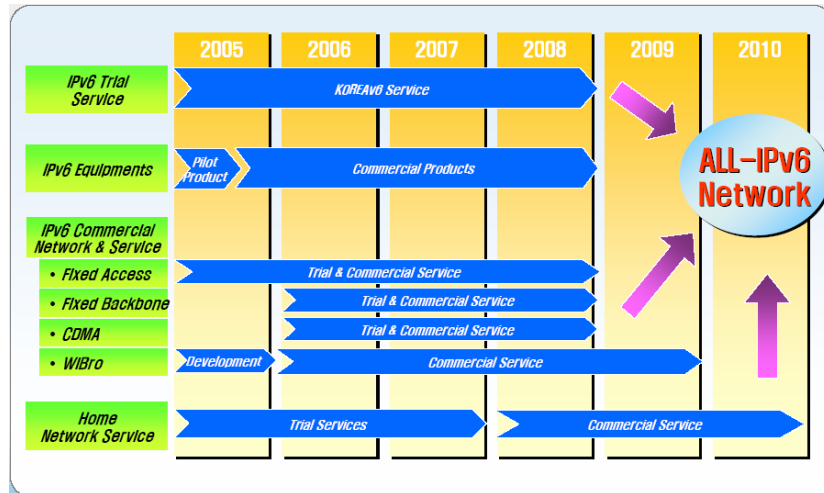 2005 2006 2007 2008 2009 2010
IPv6 Trial
Service
KOREAv6 Service
IPv6 Equipments
Pilot
Product
Commercial Products
ALL-IPv6
Network
IPv6 Commercial
Network & Service
• Fixed Access
Trial & Commercial Service
• Fixed Backbone
Trial & Commercial Service
• CDMA
Trial & Commercial Service
• WiBro
Development
Commercial Service
Home
Network Service
Trial Services
Commercial Service